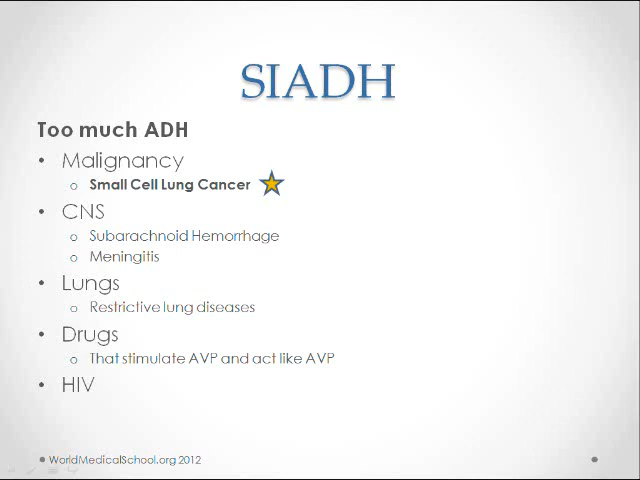 SIADH
Too much ADH
• Malignancy
o Small Cell Lung Cancer
• CNS
o Subarachnoid Hemorrhage
o Meningitis
• Lungs
o Restrictive lung diseases
• Drugs
o That stimulate AVP and act like AVP
• HIV
WorldMedicalSchool.org 2012